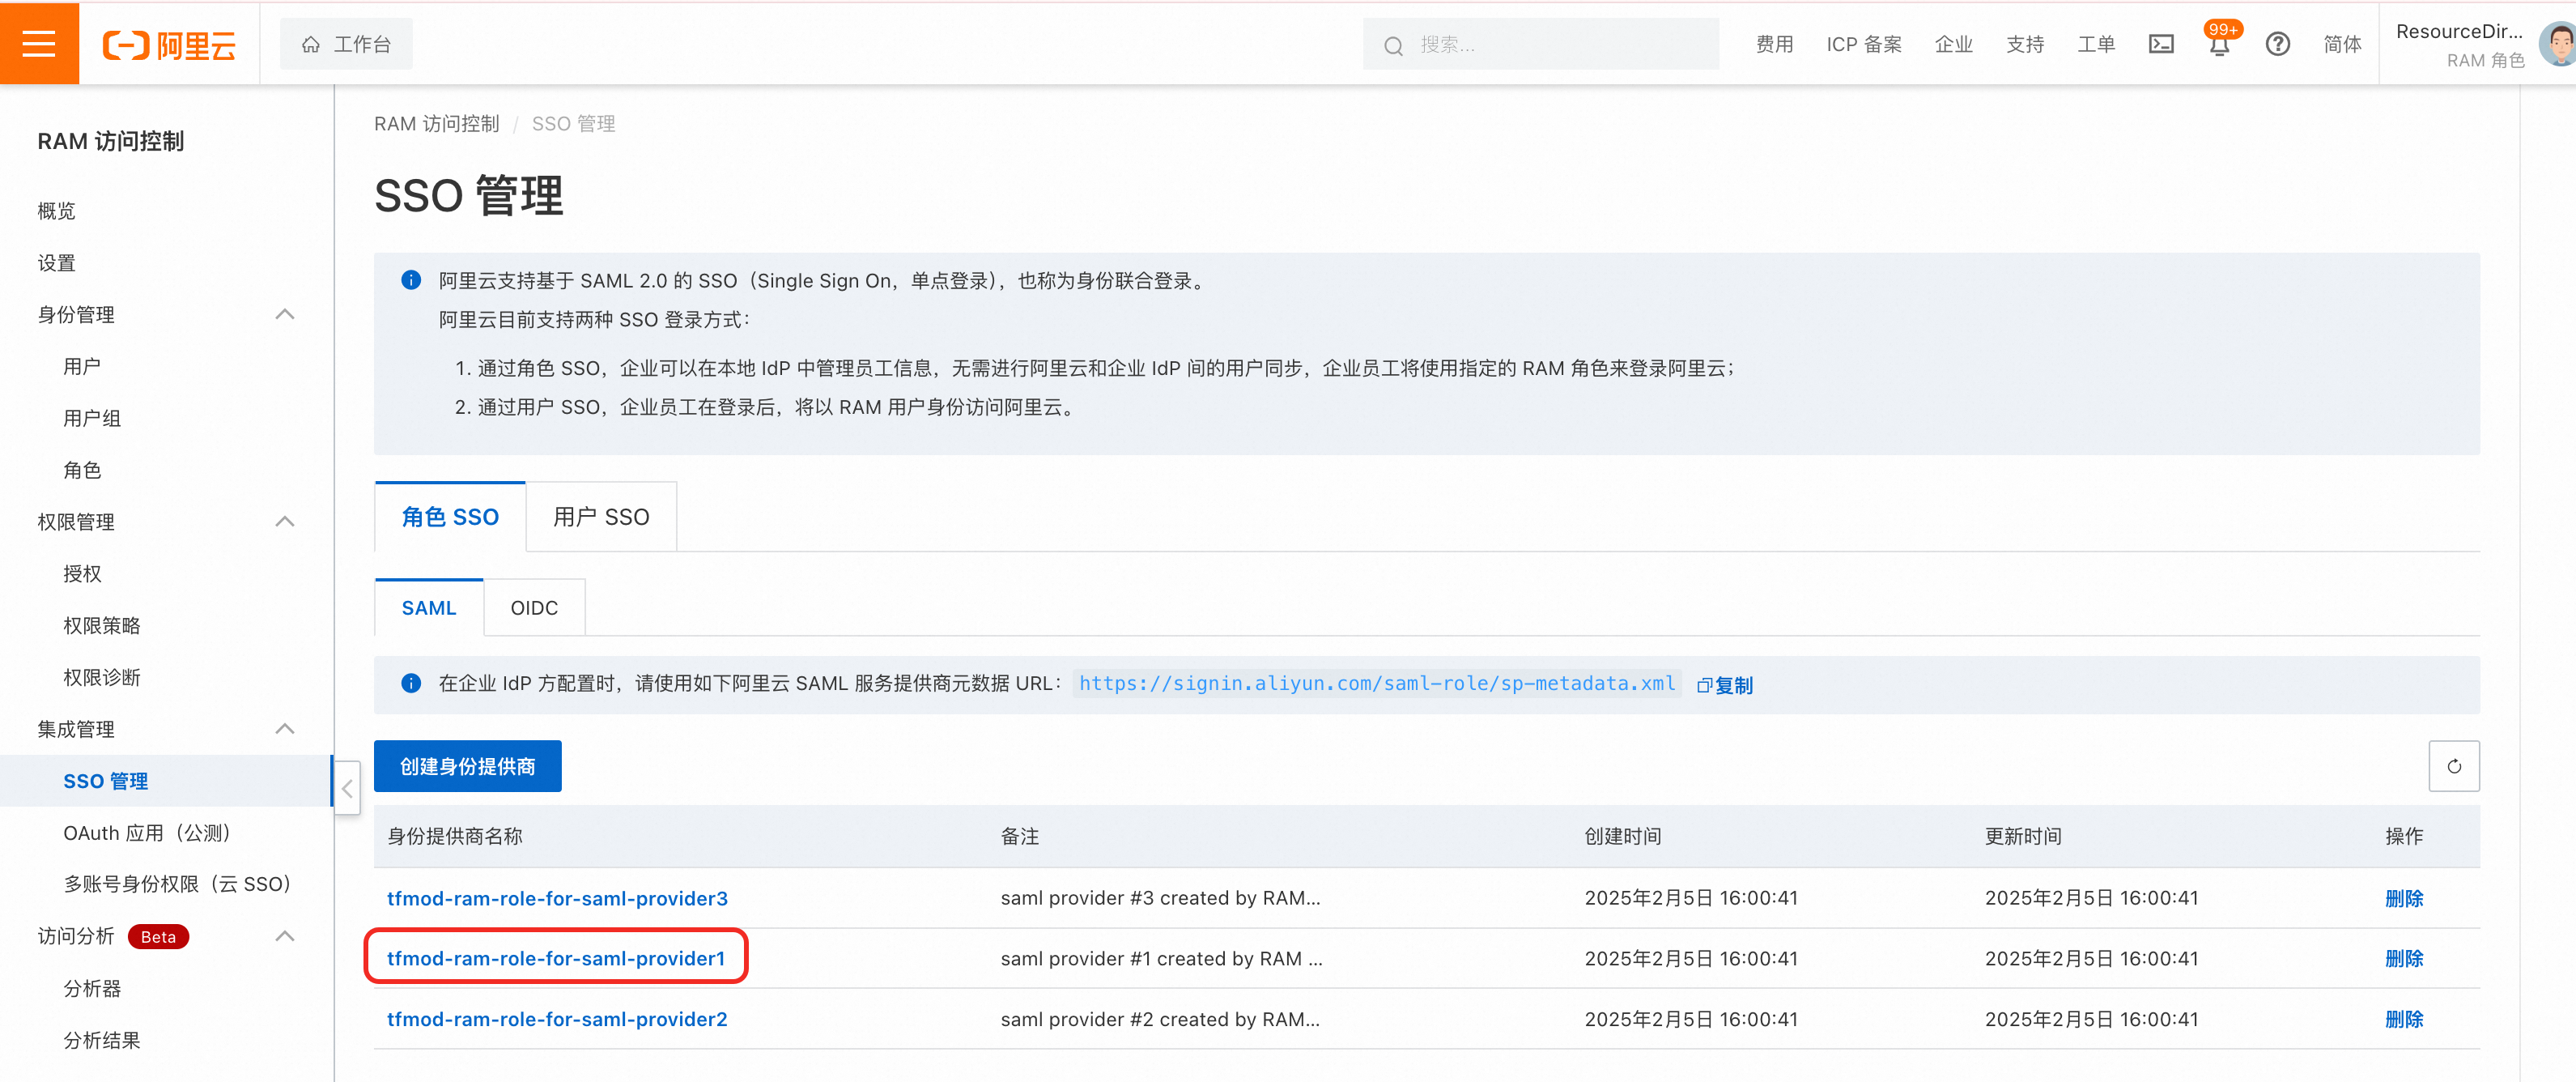 阿里云
工作台
搜索...
费用
ICP 备案
企业
支持
工单
99+
简体
ResourceDir...
RAM 角色
RAM 访问控制
概览
设置
身份管理
用户
用户组
角色
权限管理
授权
权限策略
权限诊断
集成管理
SSO 管理
OAuth 应用（公测）
多账号身份权限（云 SSO）
访问分析 Beta
分析器
分析结果
RAM 访问控制 / SSO 管理
SSO 管理
阿里云支持基于 SAML 2.0 的 SSO（Single Sign On，单点登录），也称为身份联合登录。
阿里云目前支持两种 SSO 登录方式：
1. 通过角色 SSO，企业可以在本地 IdP 中管理员工信息，无需进行阿里云和企业 IdP 间的用户同步，企业员工将使用指定的 RAM 角色来登录阿里云；
2. 通过用户 SSO，企业员工在登录后，将以 RAM 用户身份访问阿里云。
角色 SSO
用户 SSO
SAML
OIDC
在企业 IdP 方配置时，请使用如下阿里云 SAML 服务提供商元数据 URL： https://signin.aliyun.com/saml-role/sp-metadata.xml 复制
创建身份提供商
身份提供商名称 备注 创建时间 更新时间 操作
tfmod-ram-role-for-saml-provider3 saml provider #3 created by RAM... 2025年2月5日 16:00:41 2025年2月5日 16:00:41 删除
tfmod-ram-role-for-saml-provider1 saml provider #1 created by RAM ... 2025年2月5日 16:00:41 2025年2月5日 16:00:41 删除
tfmod-ram-role-for-saml-provider2 saml provider #2 created by RAM... 2025年2月5日 16:00:41 2025年2月5日 16:00:41 删除